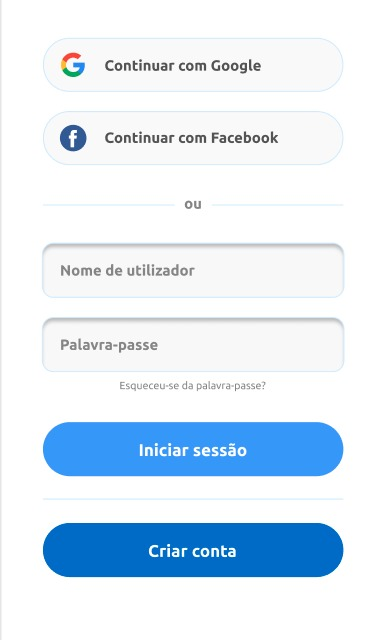 Continuar com Google
Continuar com Facebook
ou
Nome de utilizador
Palavra-passe
Esqueceu-se da palavra-passe?
Iniciar sessão
Criar conta